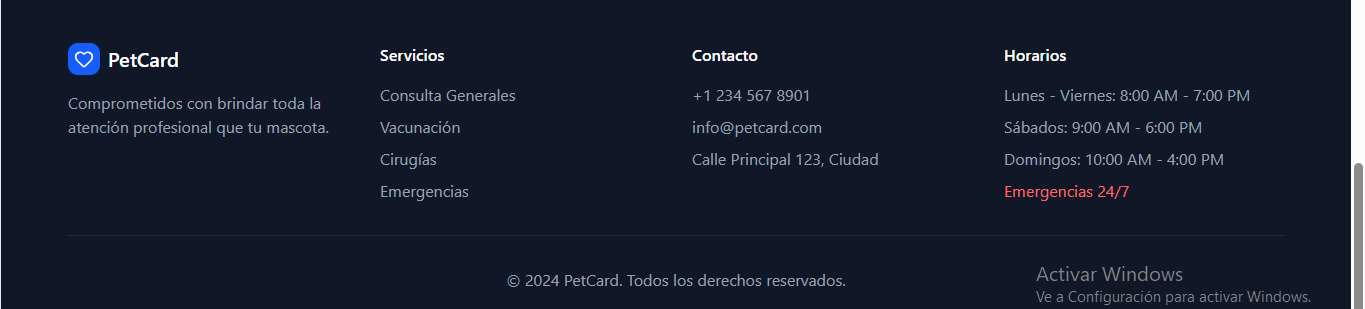 PetCard
Comprometidos con brindar toda la
atención profesional que tu mascota.
Servicios
Consulta Generales
Vacunación
Cirugías
Emergencias
Contacto
+1 234 567 8901
info@petcard.com
Calle Principal 123, Ciudad
Horarios
Lunes - Viernes: 8:00 AM - 7:00 PM
Sábados: 9:00 AM - 6:00 PM
Domingos: 10:00 AM - 4:00 PM
Emergencias 24/7
© 2024 PetCard. Todos los derechos reservados.
Activar Windows
Ve a Configuración para activar Windows.